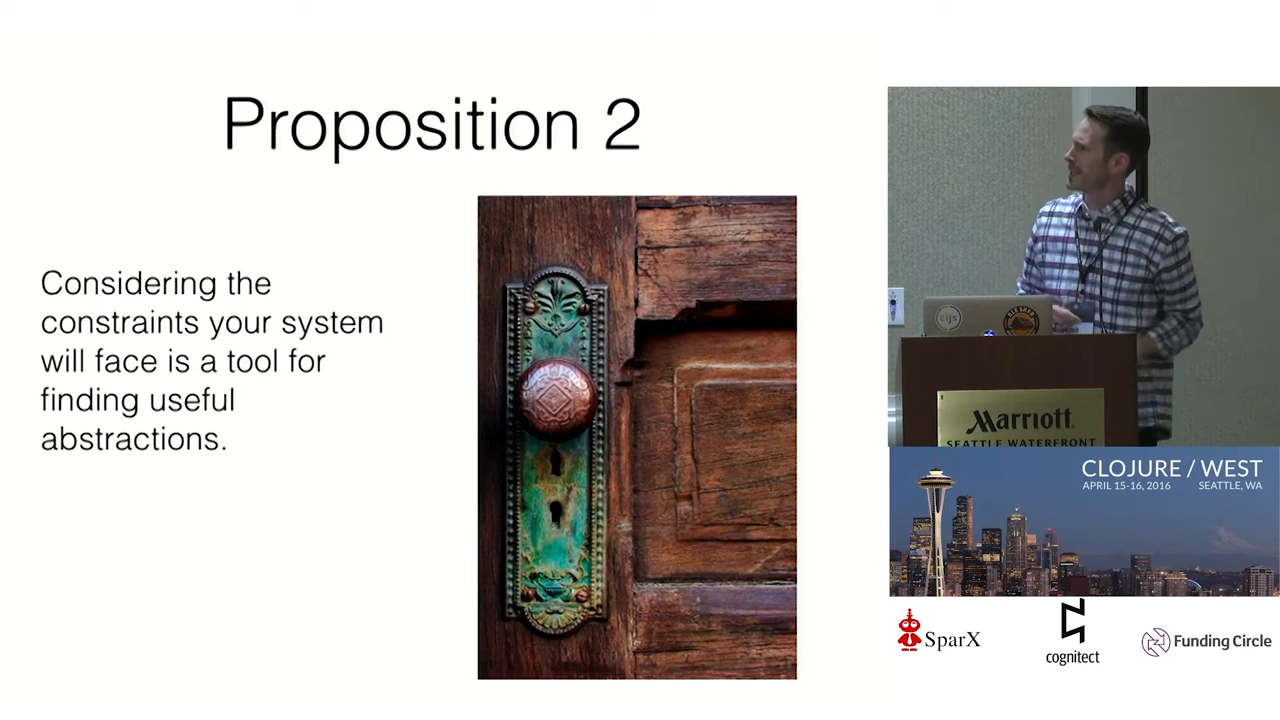 Proposition 2
Considering the
constraints your system
will face is a tool for
finding useful
abstractions.
cljs
Marriott
SEATTLE WATERFRONT
CLOJURE / WEST
APRIL 15-16, 2016 SEATTLE, WA
SparX
cognitect
Funding Circle